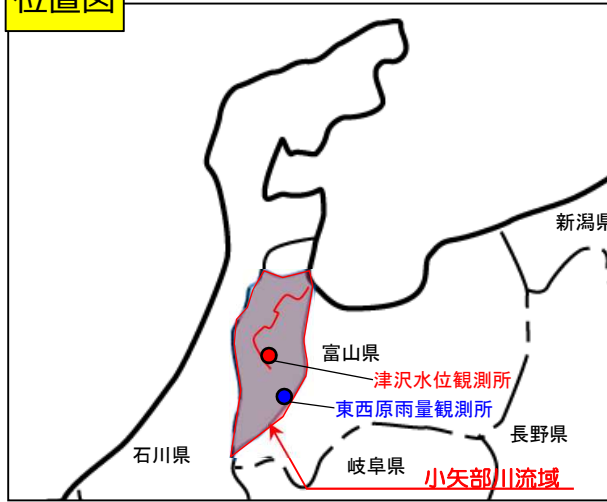 位置図
新潟県
富山県
津沢水位観測所
東西原雨量観測所
長野県
石川県
岐阜県
小矢部川流域